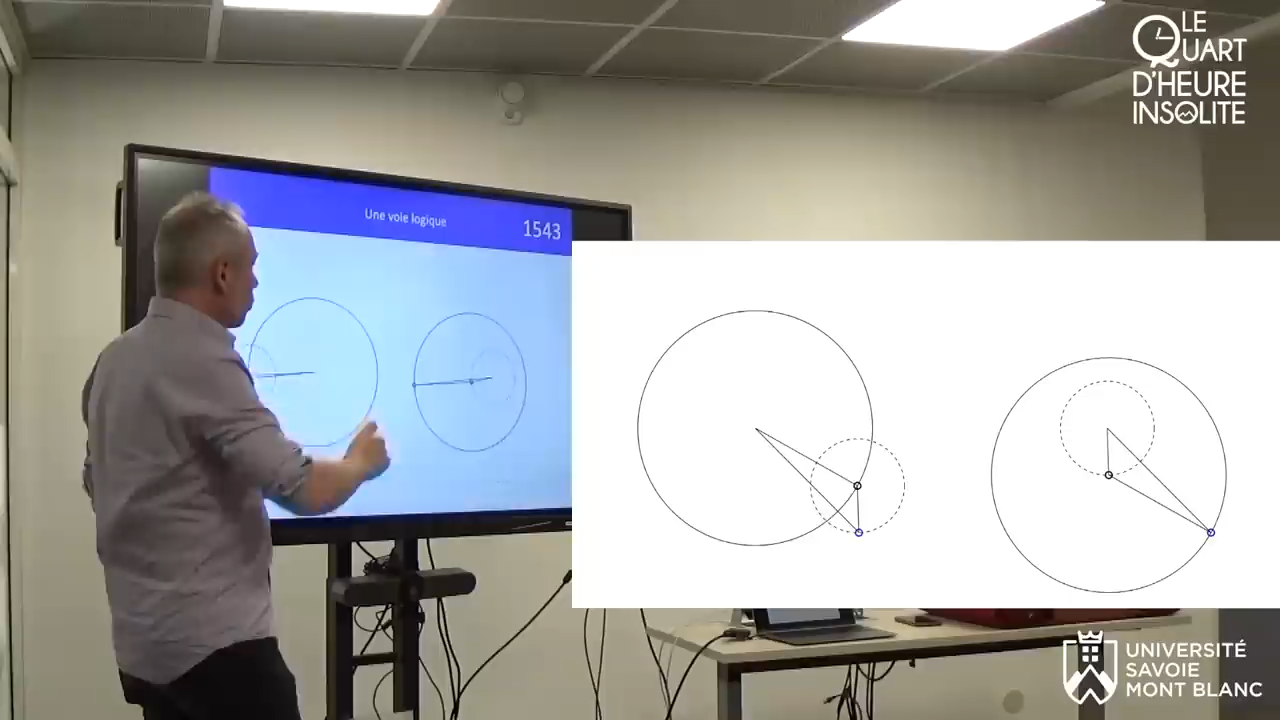 LE
QUART
D'HEURE
INSOLITE
Une voie logique
1543
UNIVERSITÉ
SAVOIE
MONT BLANC